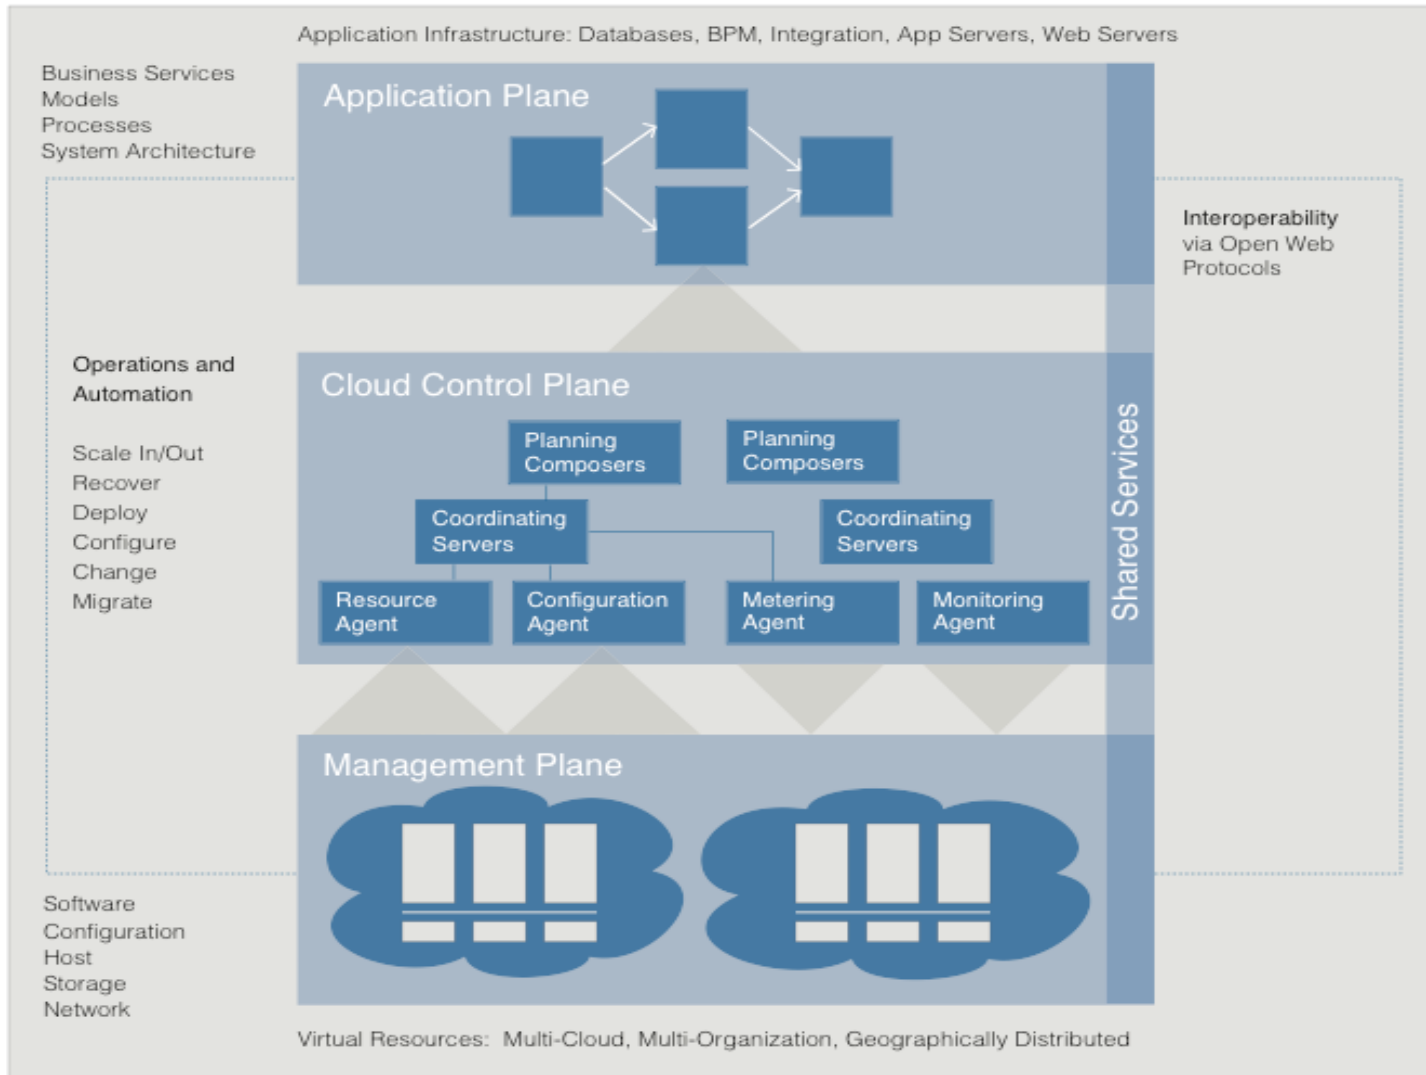 Application Infrastructure: Databases, BPM, Integration, App Servers, Web Servers
Business Services
Models
Processes
System Architecture
Application Plane
Interoperability
via Open Web
Protocols
Operations and
Automation
Scale In/Out
Recover
Deploy
Configure
Change
Migrate
Cloud Control Plane
Planning
Composers
Planning
Composers
Coordinating
Servers
Coordinating
Servers
Resource
Agent
Configuration
Agent
Metering
Agent
Monitoring
Agent
Shared Services
Management Plane
Software
Configuration
Host
Storage
Network
Virtual Resources: Multi-Cloud, Multi-Organization, Geographically Distributed